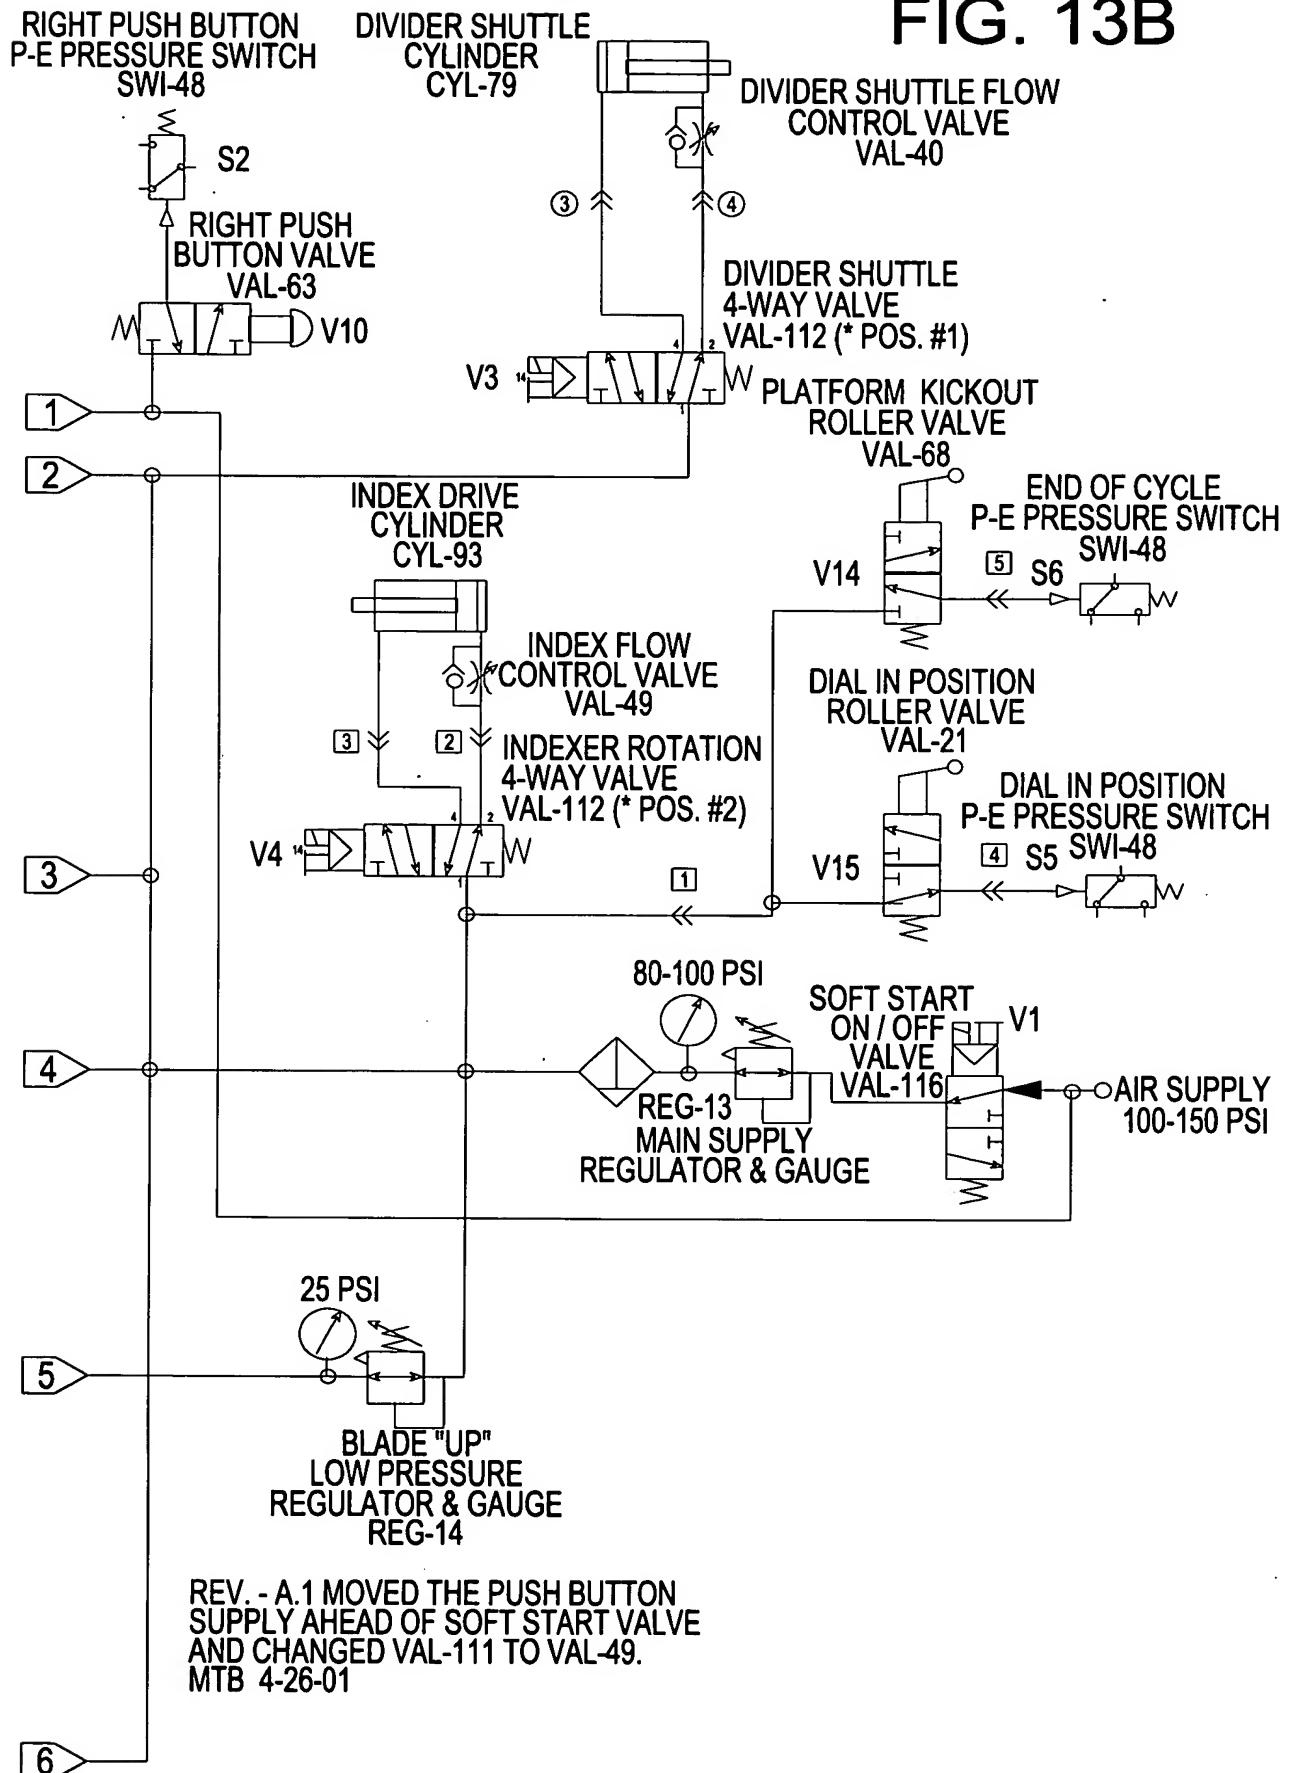 FIG. 13B
RIGHT PUSH BUTTON
P-E PRESSURE SWITCH
SWI-48
S2
DIVIDER SHUTTLE
CYLINDER
CYL-79
DIVIDER SHUTTLE FLOW
CONTROL VALVE
VAL-40
3
4
RIGHT PUSH
BUTTON VALVE
VAL-63
V10
DIVIDER SHUTTLE
4-WAY VALVE
VAL-112 (* POS. #1)
V3
14
4
2
1
1
2
PLATFORM KICKOUT
ROLLER VALVE
VAL-68
V14
END OF CYCLE
P-E PRESSURE SWITCH
SWI-48
5
S6
INDEX DRIVE
CYLINDER
CYL-93
INDEX FLOW
CONTROL VALVE
VAL-49
3
2
INDEXER ROTATION
4-WAY VALVE
VAL-112 (* POS. #2)
V4
14
4
2
1
DIAL IN POSITION
ROLLER VALVE
VAL-21
V15
DIAL IN POSITION
P-E PRESSURE SWITCH
SWI-48
4
S5
3
1
80-100 PSI
REG-13
MAIN SUPPLY
REGULATOR & GAUGE
SOFT START
ON / OFF
VALVE
VAL-116
V1
AIR SUPPLY
100-150 PSI
4
25 PSI
5
BLADE "UP"
LOW PRESSURE
REGULATOR & GAUGE
REG-14
REV. - A.1 MOVED THE PUSH BUTTON
SUPPLY AHEAD OF SOFT START VALVE
AND CHANGED VAL-111 TO VAL-49.
MTB 4-26-01
6